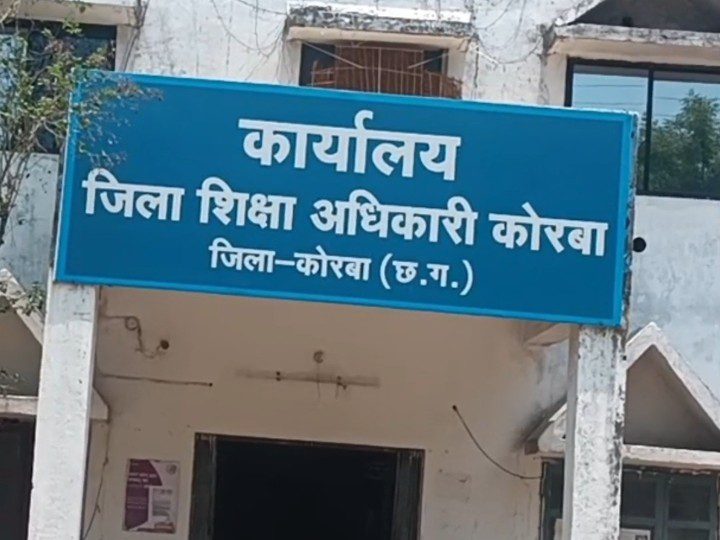 कार्यालय
जिला शिक्षा अधिकारी कोरबा
जिला–कोरबा (छ.ग.)